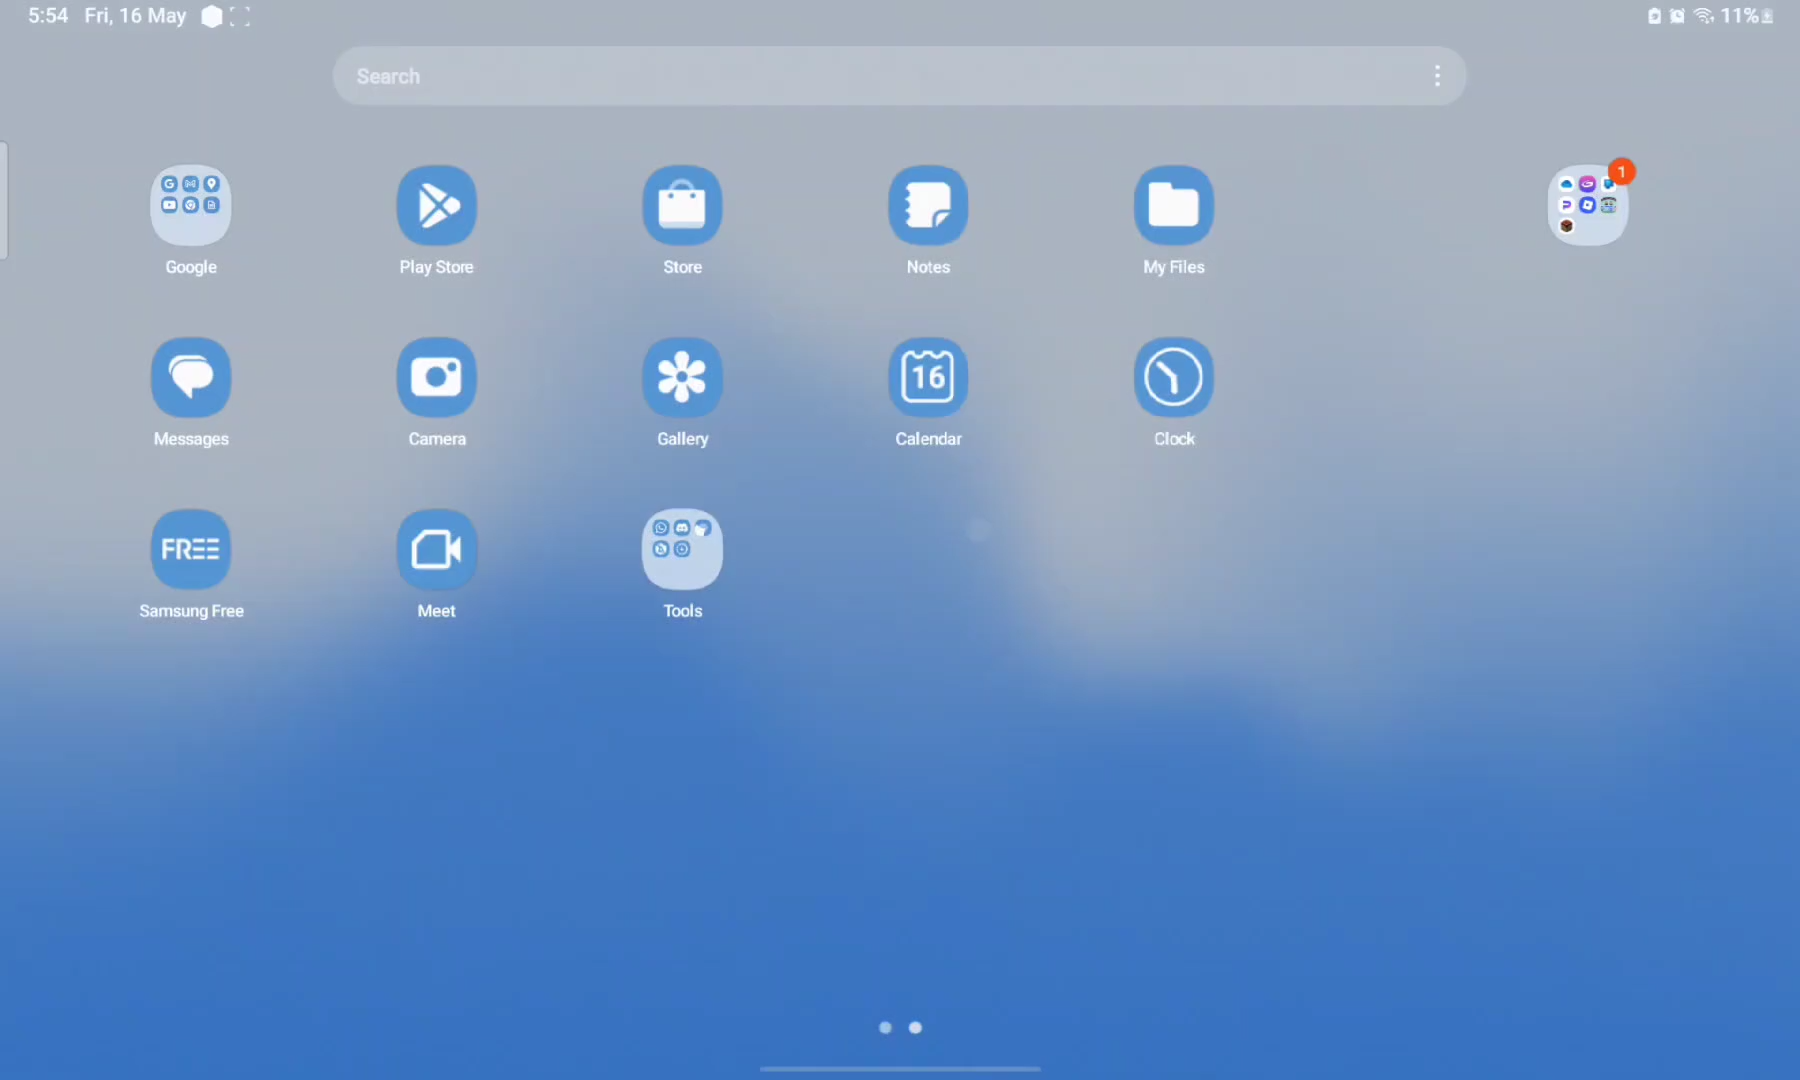 5:54 Fri, 16 May
11%
Search
1
Google
Play Store
Store
Notes
My Files
16
Messages
Camera
Gallery
Calendar
Clock
FREE
Samsung Free
Meet
Tools